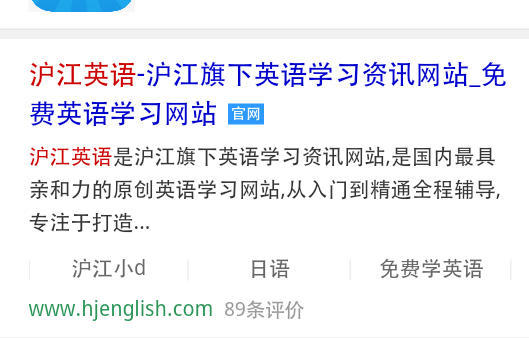 沪江英语-沪江旗下英语学习资讯网站_免
费英语学习网站 官网
沪江英语是沪江旗下英语学习资讯网站,是国内最具
亲和力的原创英语学习网站,从入门到精通全程辅导,
专注于打造...
沪江小d 日语 免费学英语
www.hjenglish.com 89条评价